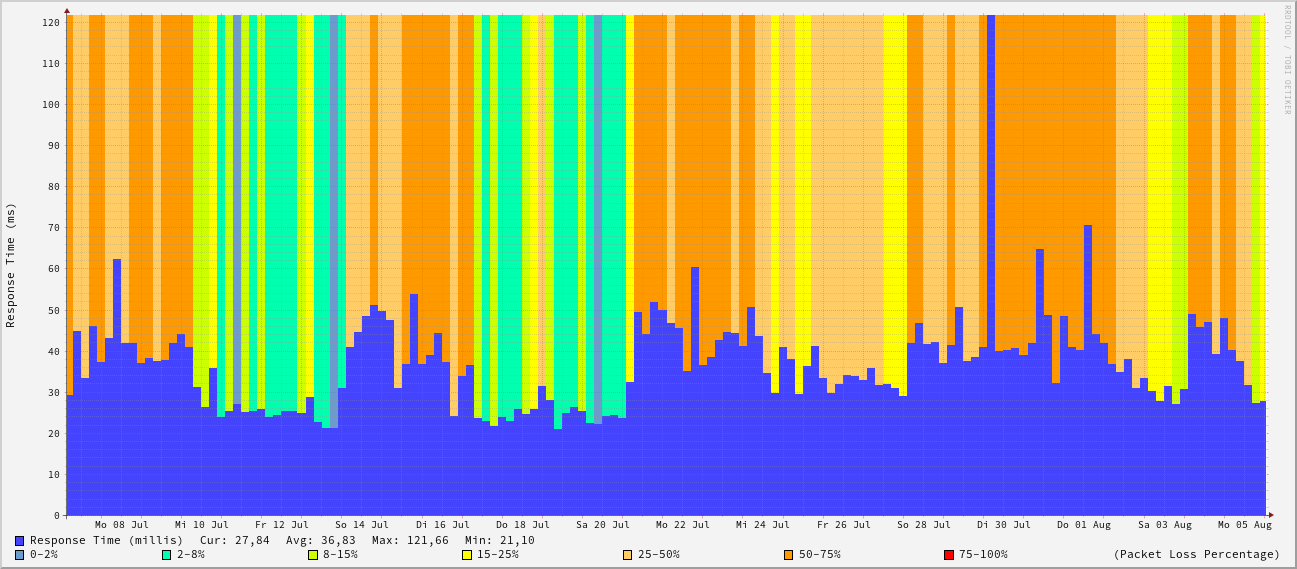 RRDTOOL / TOBI OETIKER
Response Time (ms)
120
110
100
90
80
70
60
50
40
30
20
10
0
Mo 08 Jul Mi 10 Jul Fr 12 Jul So 14 Jul Di 16 Jul Do 18 Jul Sa 20 Jul Mo 22 Jul Mi 24 Jul Fr 26 Jul So 28 Jul Di 30 Jul Do 01 Aug Sa 03 Aug Mo 05 Aug
Response Time (millis) Cur: 27,84 Avg: 36,83 Max: 121,66 Min: 21,10
0-2% 2-8% 8-15% 15-25% 25-50% 50-75% 75-100% (Packet Loss Percentage)